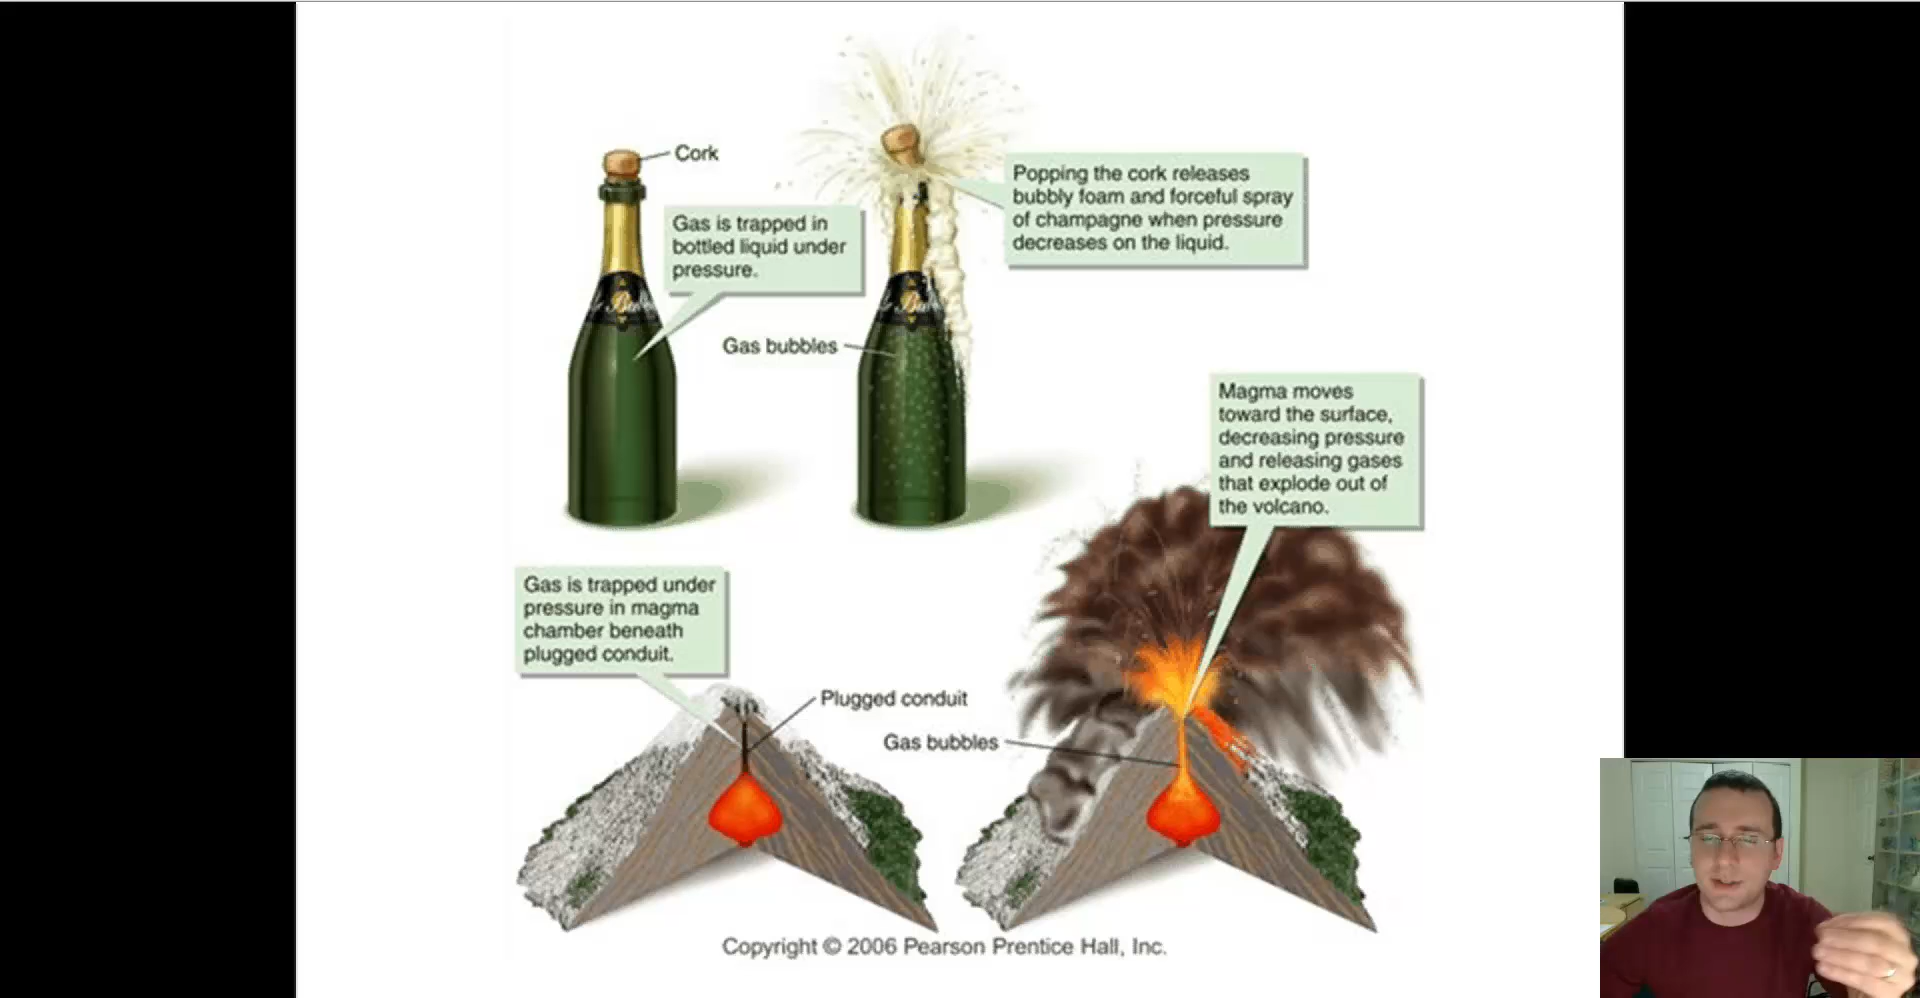 Cork
Gas is trapped in
bottled liquid under
pressure.
Popping the cork releases
bubbly foam and forceful spray
of champagne when pressure
decreases on the liquid.
Gas bubbles
Magma moves
toward the surface,
decreasing pressure
and releasing gases
that explode out of
the volcano.
Gas is trapped under
pressure in magma
chamber beneath
plugged conduit.
Plugged conduit
Gas bubbles
Copyright © 2006 Pearson Prentice Hall, Inc.